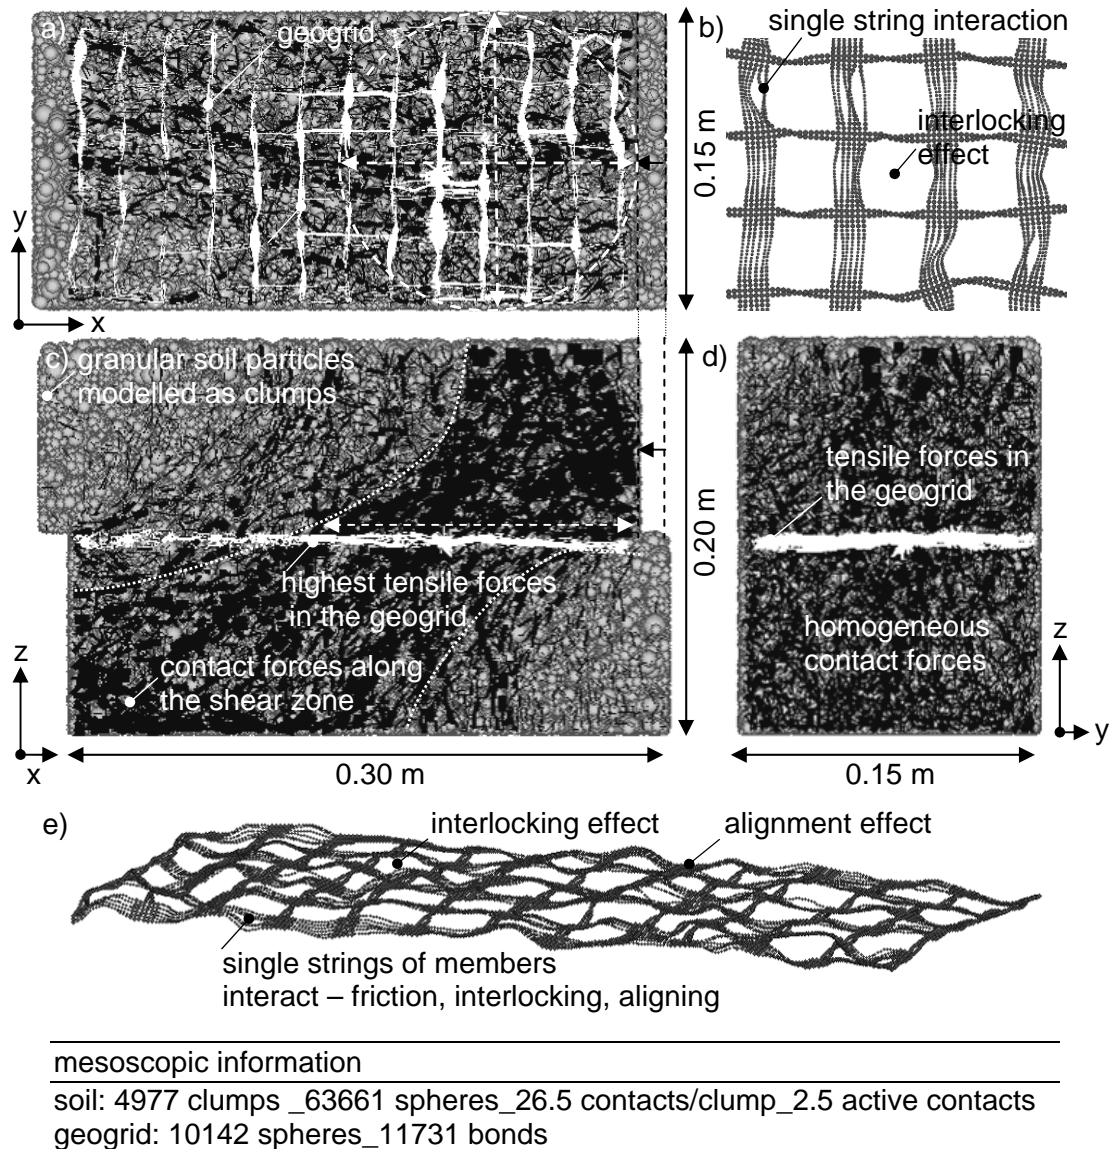 a)
geogrid
y
x
0.15 m
b)
single string interaction
interlocking
effect
c)
granular soil particles
modelled as clumps
highest tensile forces
in the geogrid
contact forces along
the shear zone
z
x
0.30 m
0.20 m
d)
tensile forces in
the geogrid
homogeneous
contact forces
z
y
0.15 m
e)
interlocking effect
alignment effect
single strings of members
interact – friction, interlocking, aligning
mesoscopic information
soil: 4977 clumps _63661 spheres_26.5 contacts/clump_2.5 active contacts
geogrid: 10142 spheres_11731 bonds